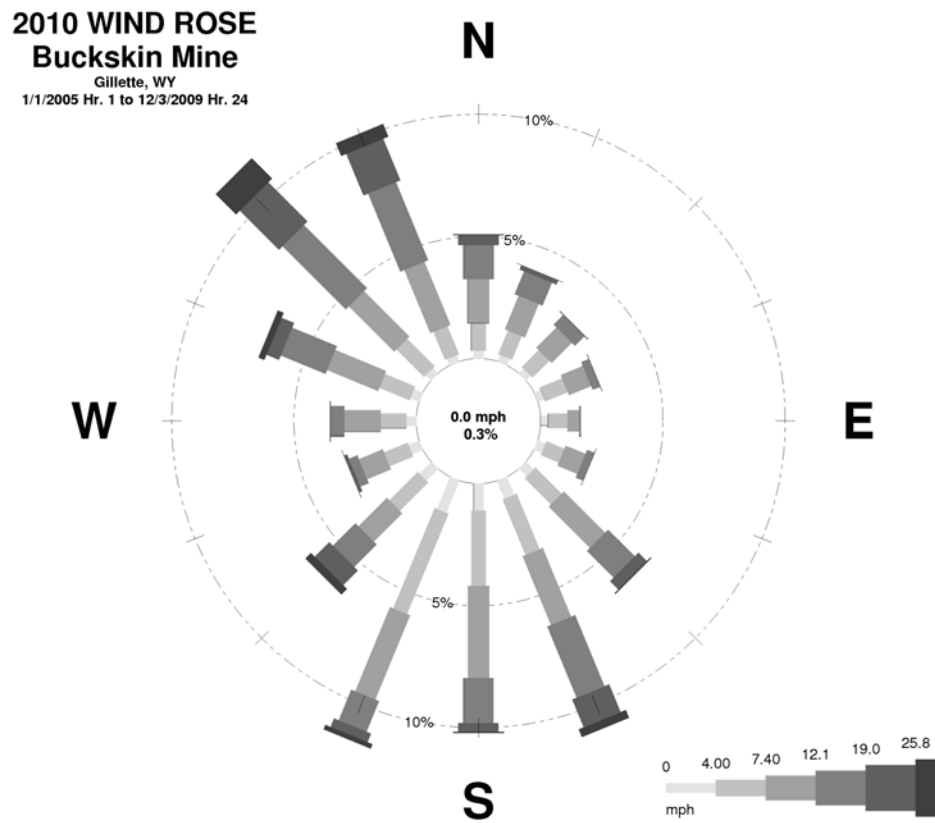 2010 WIND ROSE
Buckskin Mine
Gillette, WY
1/1/2005 Hr. 1 to 12/3/2009 Hr. 24
N
10%
5%
W
0.0 mph
0.3%
E
5%
10%
S
0 4.00 7.40 12.1 19.0 25.8
mph